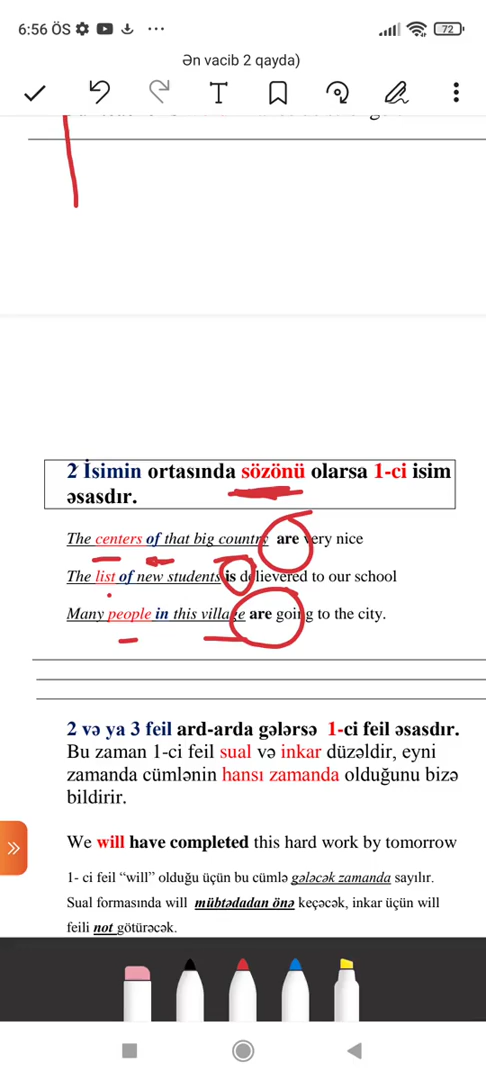 6:56 ÖS
72
Ən vacib 2 qayda)
T
2 İsimin ortasında sözönü olarsa 1-ci isim
əsasdır.
The centers of that big country are very nice
The list of new students is delievered to our school
Many people in this village are going to the city.
2 və ya 3 feil ard-arda gələrsə 1-ci feil əsasdır.
Bu zaman 1-ci feil sual və inkar düzəldir, eyni
zamanda cümlənin hansı zamanda olduğunu bizə
bildirir.
We will have completed this hard work by tomorrow
1- ci feil “will” olduğu üçün bu cümlə gələcək zamanda sayılır.
Sual formasında will mübtədadan önə keçəcək, inkar üçün will
feili not götürəcək.